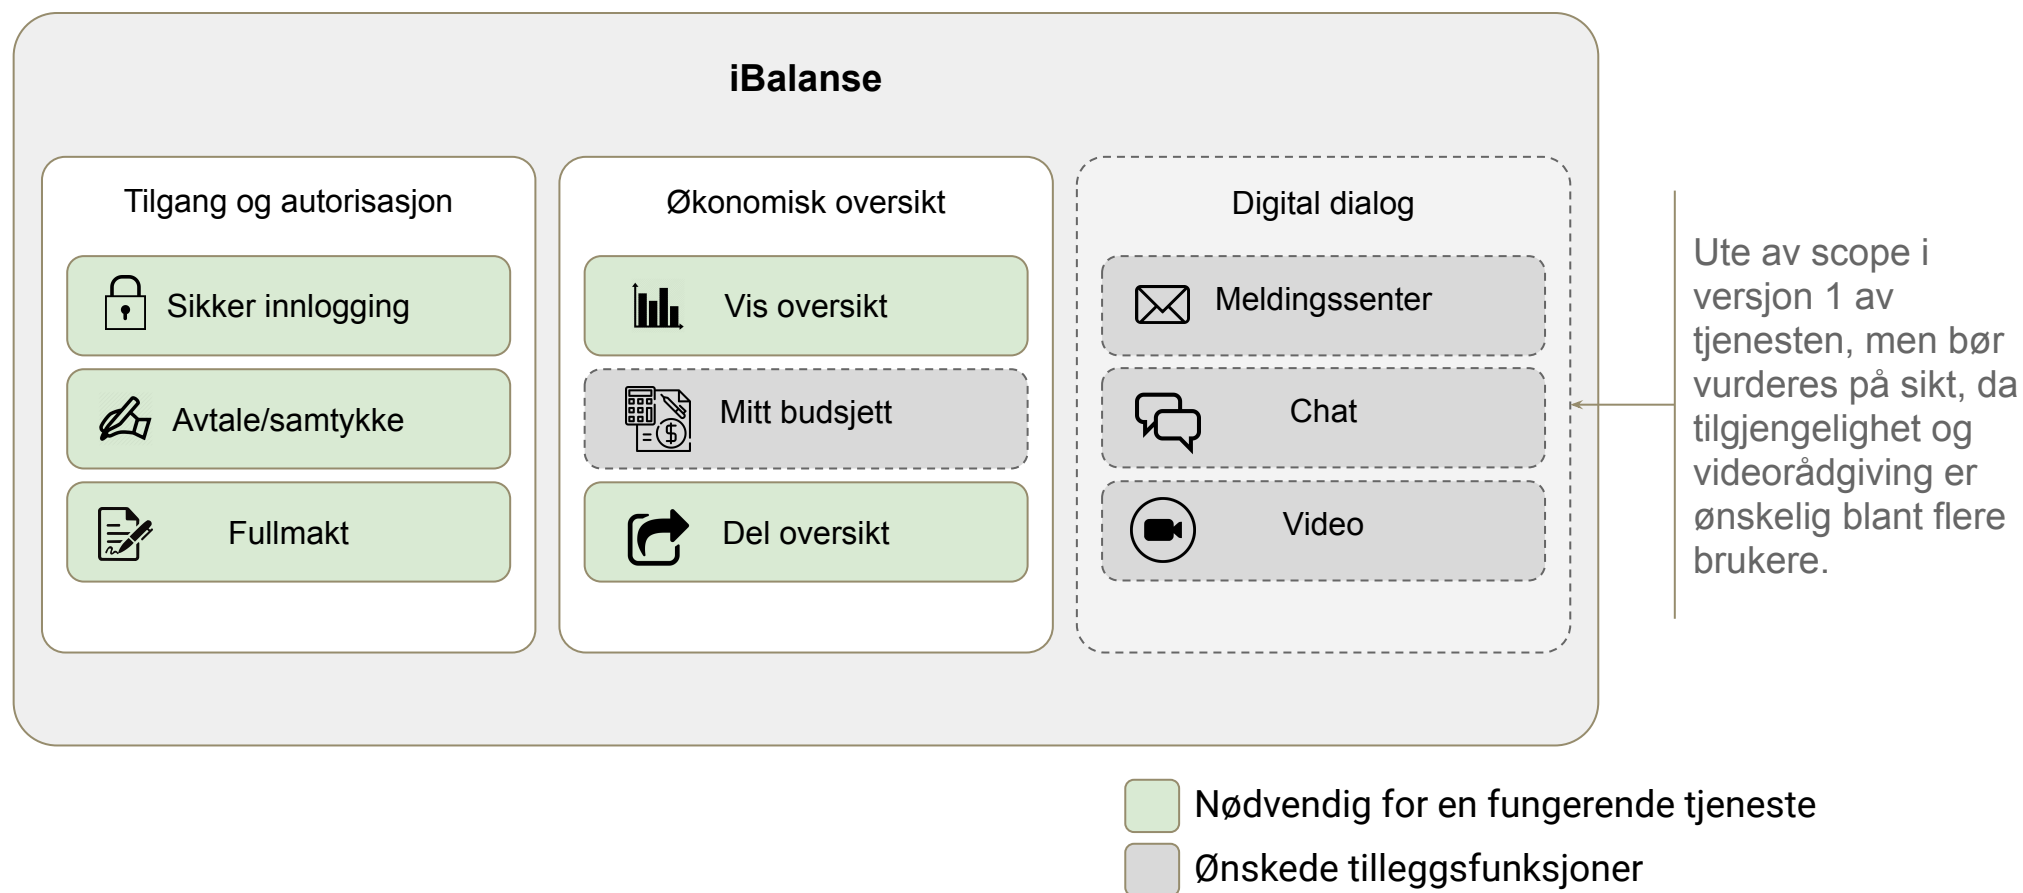 iBalanse
Tilgang og autorisasjon
Sikker innlogging
Avtale/samtykke
Fullmakt
Økonomisk oversikt
Vis oversikt
Mitt budsjett
Del oversikt
Digital dialog
Meldingssenter
Chat
Video
Ute av scope i
versjon 1 av
tjenesten, men bør
vurderes på sikt, da
tilgjengelighet og
videorådgiving er
ønskelig blant flere
brukere.
Nødvendig for en fungerende tjeneste
Ønskede tilleggsfunksjoner